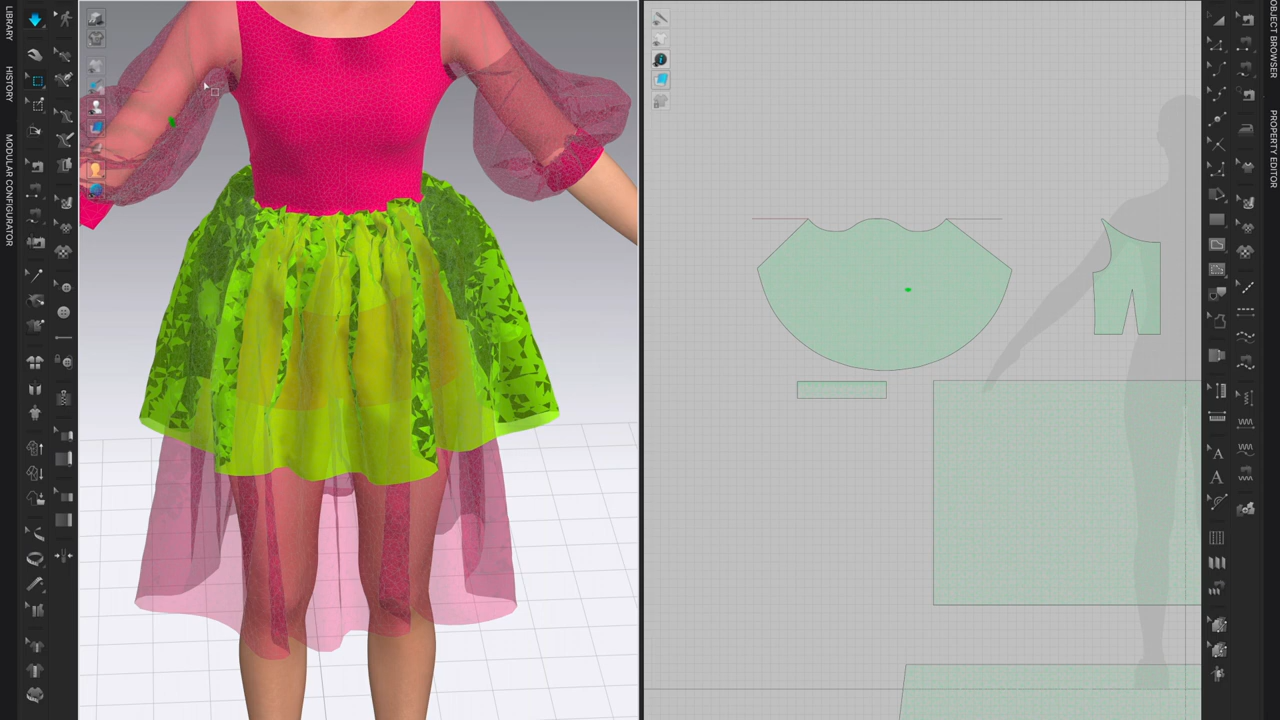 LIBRARY
HISTORY
MODULAR CONFIGURATOR
OBJECT BROWSER
PROPERTY EDITOR